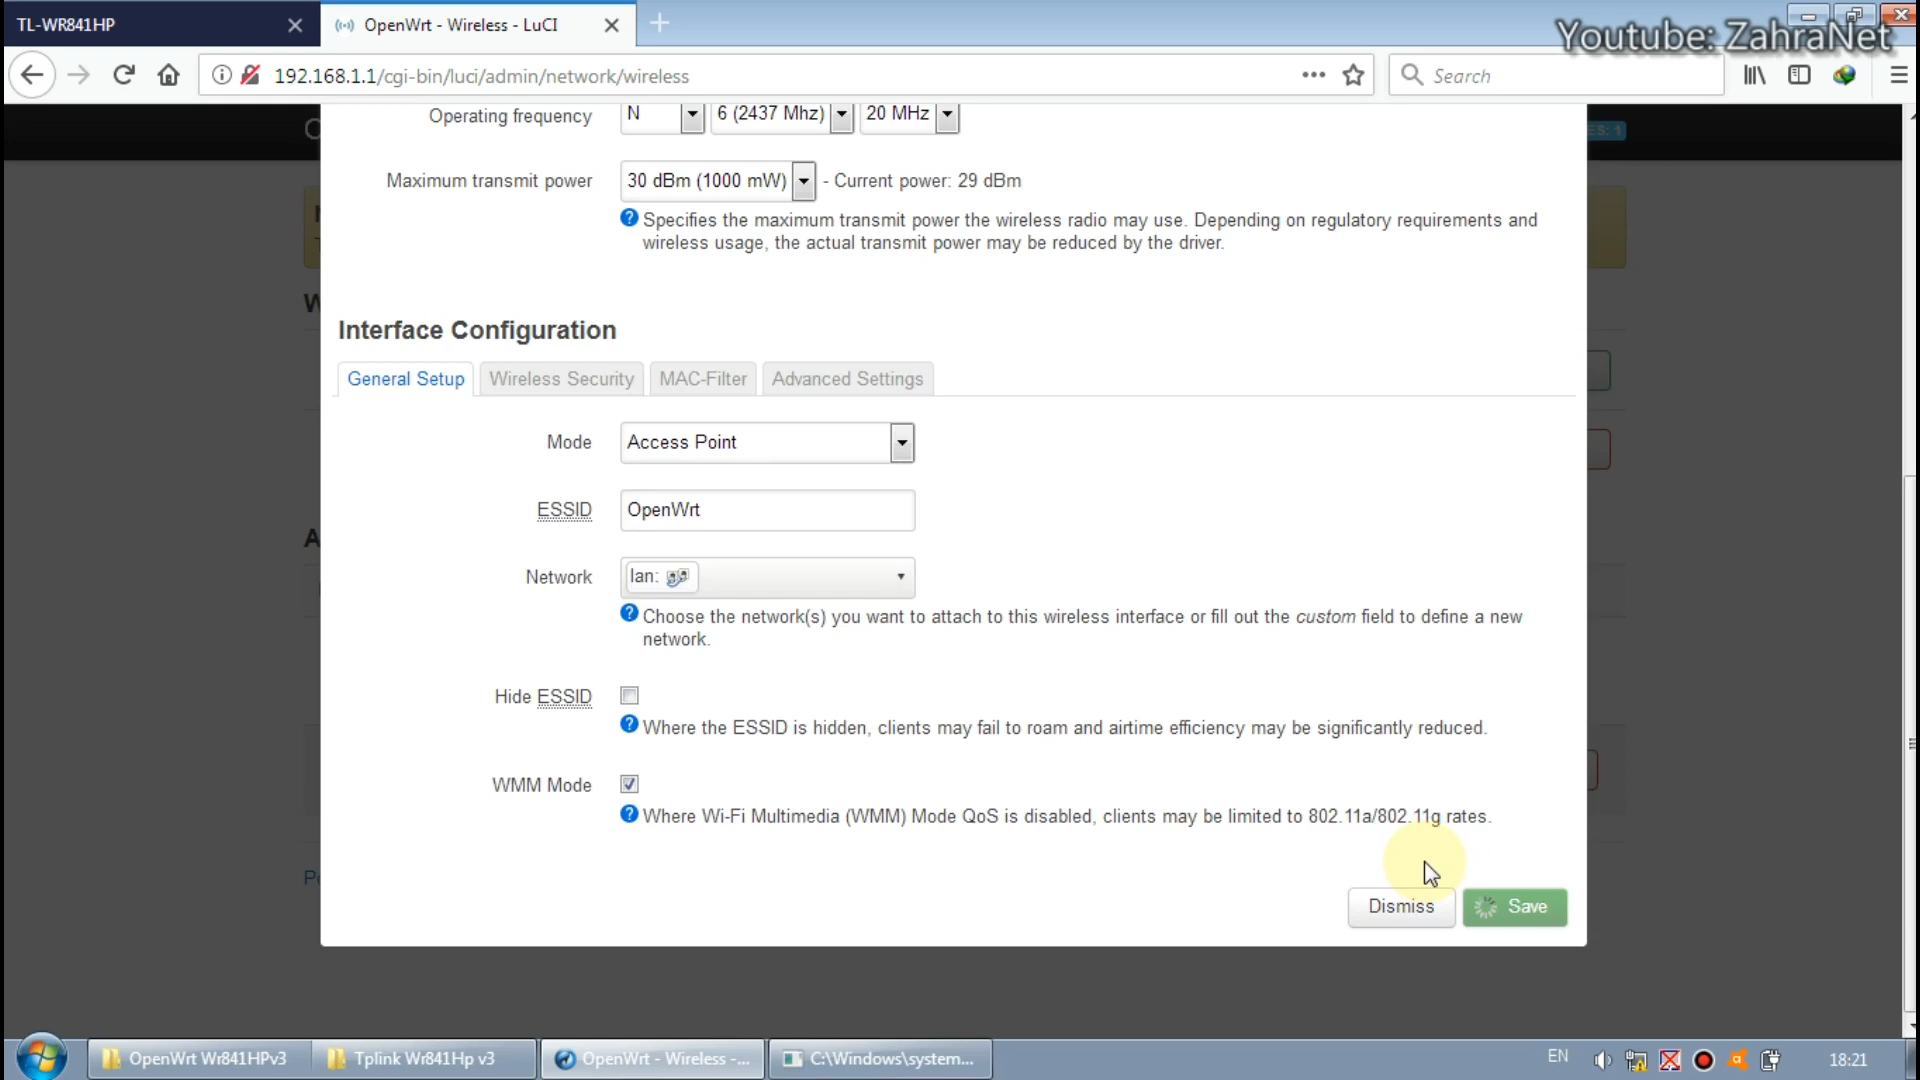 TL-WR841HP
OpenWrt - Wireless - LuCI
Youtube: ZahraNet
192.168.1.1/cgi-bin/luci/admin/network/wireless
Search
Operating frequency
N
6 (2437 Mhz)
20 MHz
ES: 1
Maximum transmit power
30 dBm (1000 mW)
- Current power: 29 dBm
Specifies the maximum transmit power the wireless radio may use. Depending on regulatory requirements and
wireless usage, the actual transmit power may be reduced by the driver.
Interface Configuration
General Setup
Wireless Security
MAC-Filter
Advanced Settings
Mode
Access Point
ESSID
OpenWrt
Network
lan:
Choose the network(s) you want to attach to this wireless interface or fill out the custom field to define a new
network.
Hide ESSID
Where the ESSID is hidden, clients may fail to roam and airtime efficiency may be significantly reduced.
WMM Mode
Where Wi-Fi Multimedia (WMM) Mode QoS is disabled, clients may be limited to 802.11a/802.11g rates.
Dismiss
Save
OpenWrt Wr841HPv3
Tplink Wr841Hp v3
OpenWrt - Wireless -...
C:\Windows\system...
EN
18:21